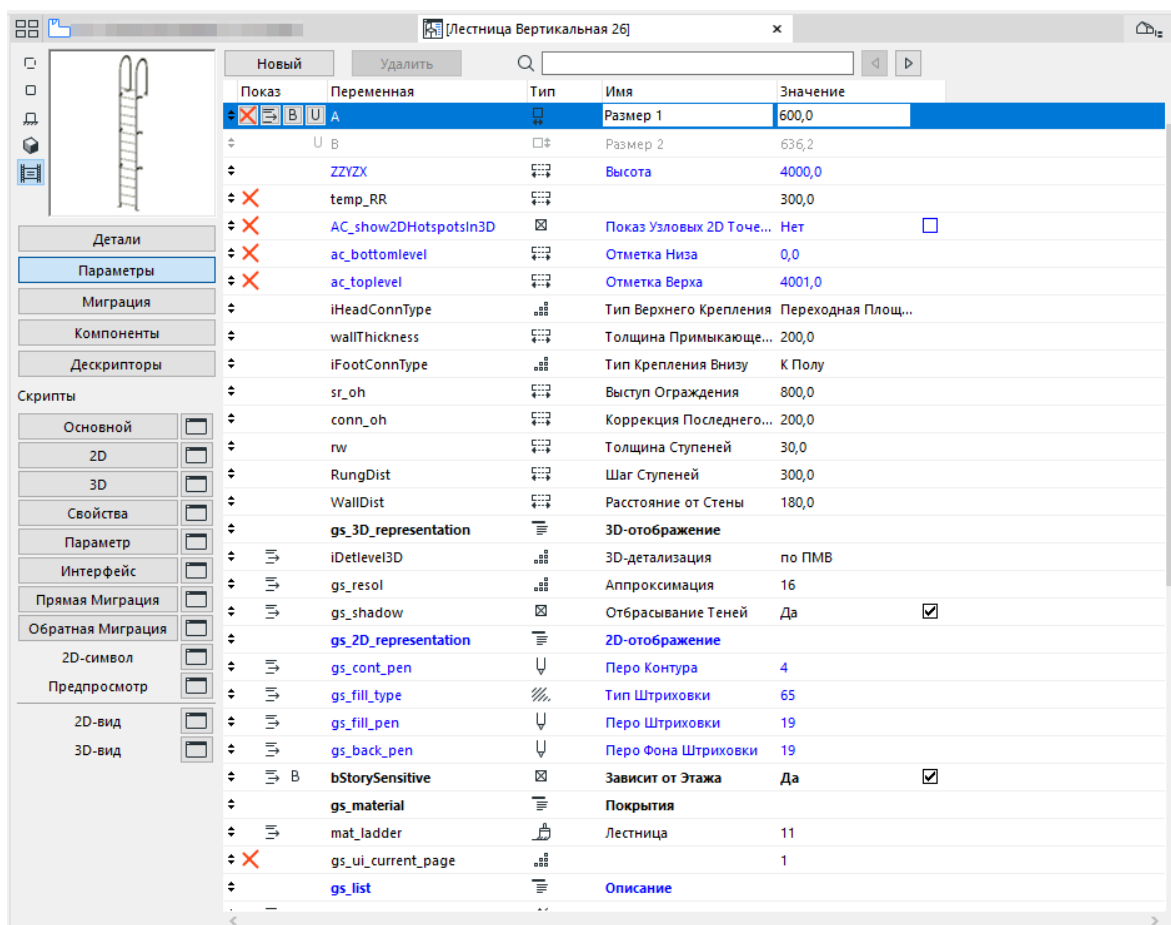 [Лестница Вертикальная 26]
Новый Удалить
Показ Переменная Тип Имя Значение
B U A Размер 1 600,0
U B Размер 2 636,2
ZZYZX Высота 4000,0
temp_RR 300,0
AC_show2DHotspotsIn3D Показ Узловых 2D Точе... Нет
ac_bottomlevel Отметка Низа 0,0
ac_toplevel Отметка Верха 4001,0
iHeadConnType Тип Верхнего Крепления Переходная Площ...
wallThickness Толщина Примыкающе... 200,0
iFootConnType Тип Крепления Внизу К Полу
sr_oh Выступ Ограждения 800,0
conn_oh Коррекция Последнего... 200,0
rw Толщина Ступеней 30,0
RungDist Шаг Ступеней 300,0
WallDist Расстояние от Стены 180,0
gs_3D_representation 3D-отображение
iDetlevel3D 3D-детализация по ПМВ
gs_resol Аппроксимация 16
gs_shadow Отбрасывание Теней Да
gs_2D_representation 2D-отображение
gs_cont_pen Перо Контура 4
gs_fill_type Тип Штриховки 65
gs_fill_pen Перо Штриховки 19
gs_back_pen Перо Фона Штриховки 19
B bStorySensitive Зависит от Этажа Да
gs_material Покрытия
mat_ladder Лестница 11
gs_ui_current_page 1
gs_list Описание
Детали
Параметры
Миграция
Компоненты
Дескрипторы
Скрипты
Основной
2D
3D
Свойства
Параметр
Интерфейс
Прямая Миграция
Обратная Миграция
2D-символ
Предпросмотр
2D-вид
3D-вид